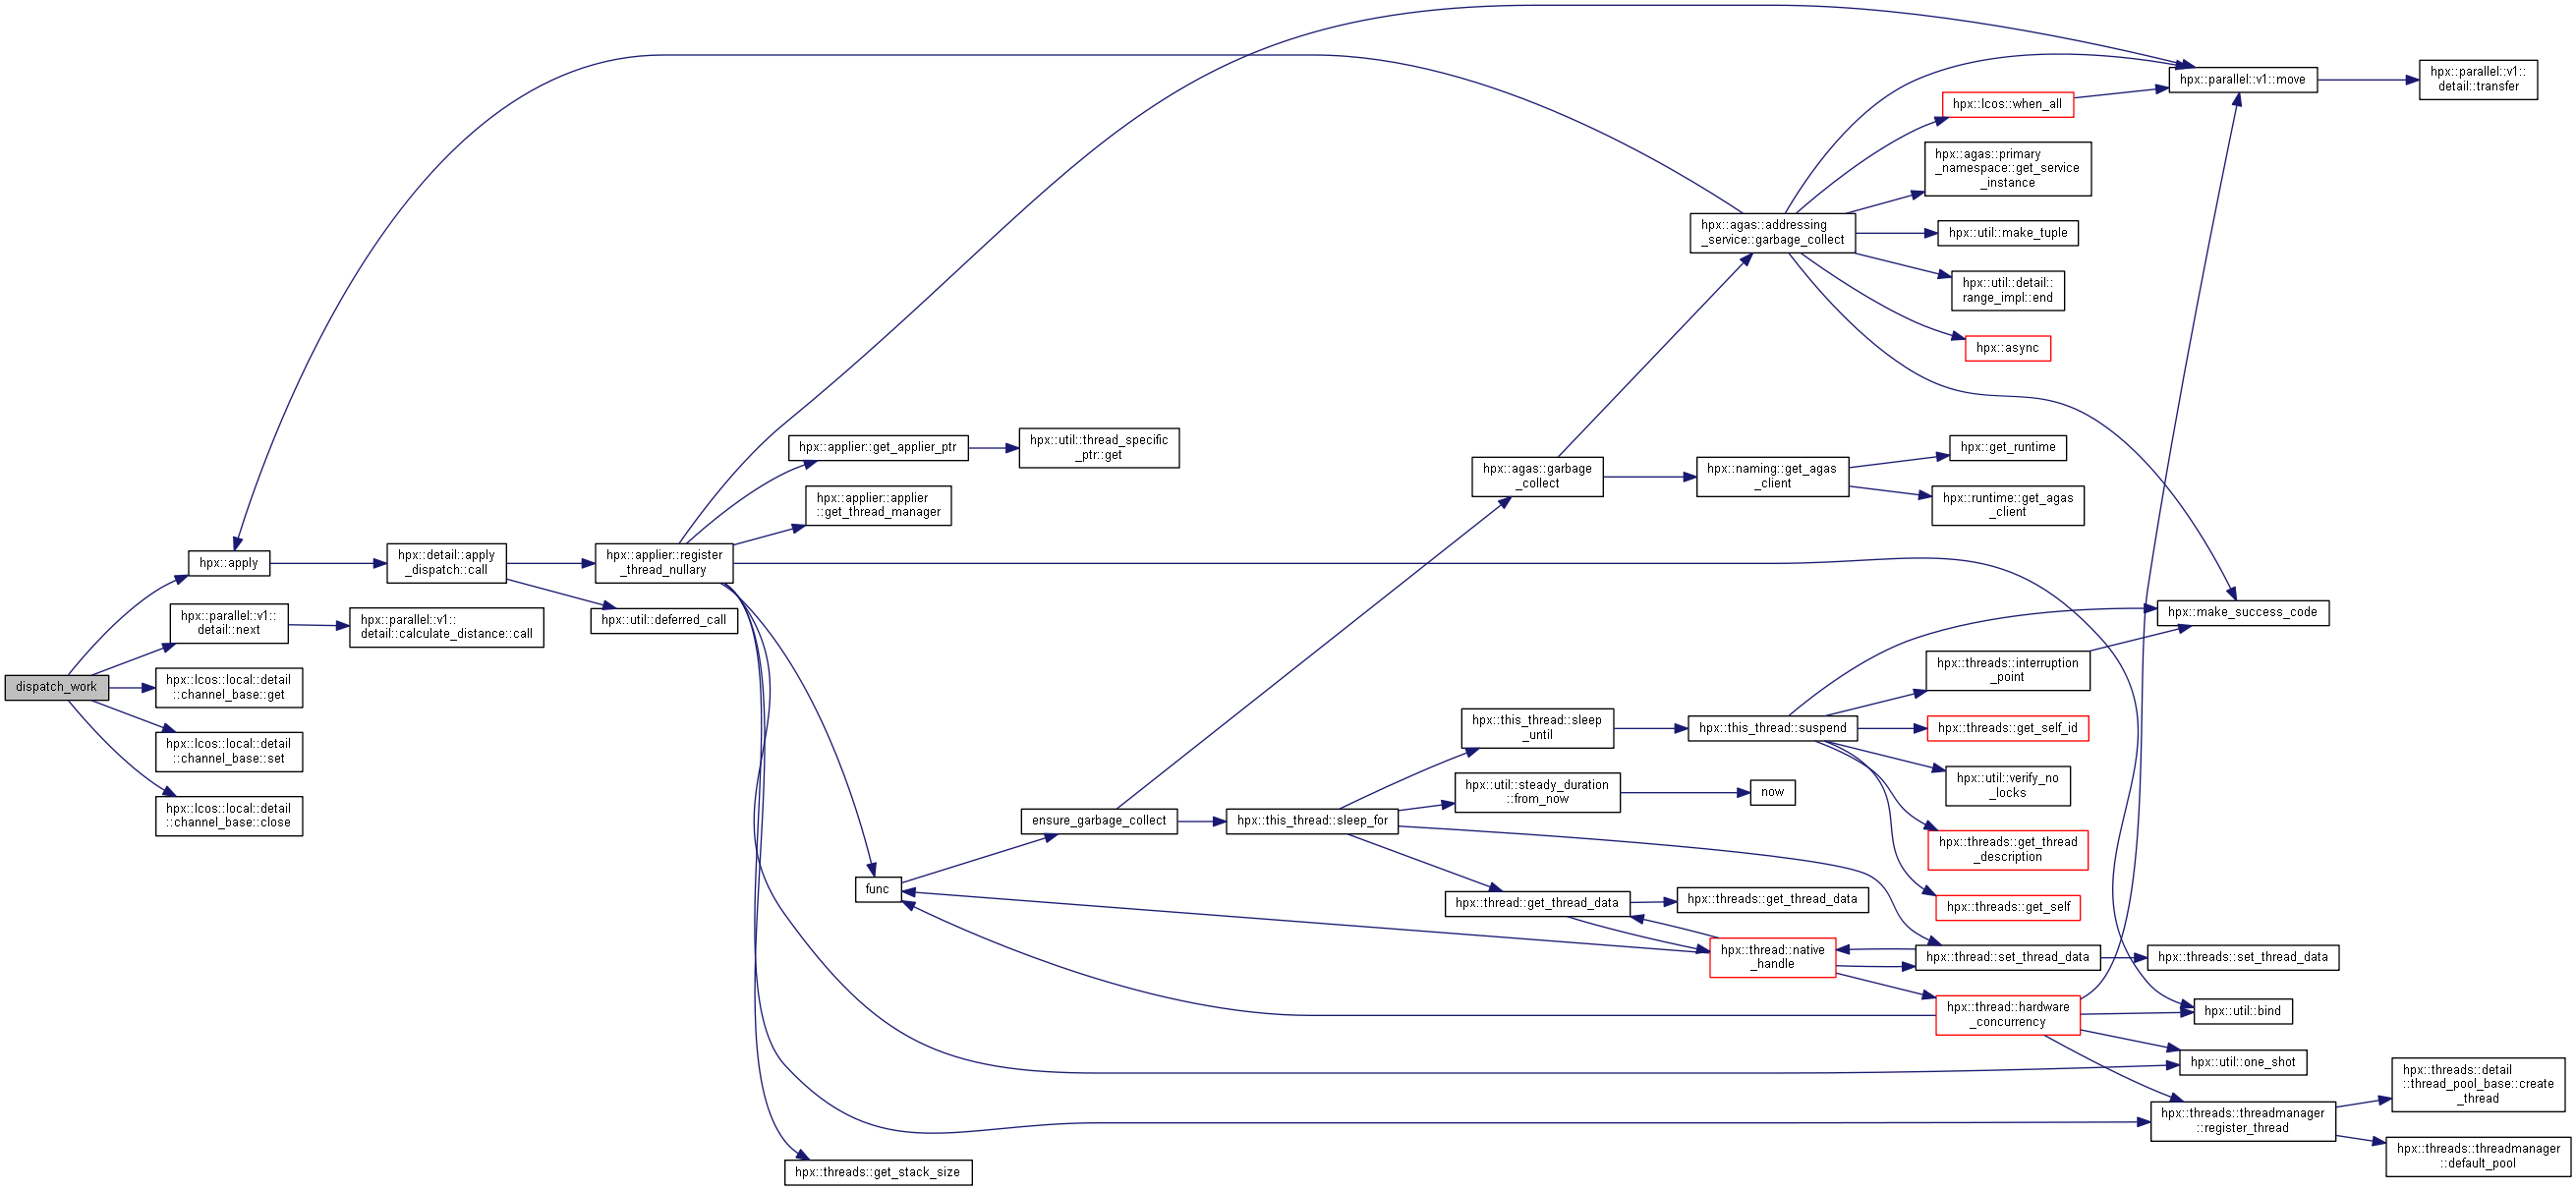 dispatch_work
hpx::apply
hpx::parallel::v1::
detail::next
hpx::lcos::local::detail
::channel_base::get
hpx::lcos::local::detail
::channel_base::set
hpx::lcos::local::detail
::channel_base::close
hpx::detail::apply
_dispatch::call
hpx::parallel::v1::
detail::calculate_distance::call
hpx::applier::register
_thread_nullary
hpx::util::deferred_call
hpx::applier::get_applier_ptr
hpx::applier::applier
::get_thread_manager
func
hpx::threads::get_stack_size
hpx::util::thread_specific
_ptr::get
ensure_garbage_collect
hpx::this_thread::sleep_for
hpx::agas::garbage
_collect
hpx::this_thread::sleep
_until
hpx::util::steady_duration
::from_now
hpx::thread::get_thread_data
hpx::agas::addressing
_service::garbage_collect
hpx::naming::get_agas
_client
hpx::this_thread::suspend
now
hpx::threads::get_thread_data
hpx::thread::native
_handle
hpx::lcos::when_all
hpx::agas::primary
_namespace::get_service
_instance
hpx::util::make_tuple
hpx::util::detail::
range_impl::end
hpx::async
hpx::get_runtime
hpx::runtime::get_agas
_client
hpx::threads::interruption
_point
hpx::threads::get_self_id
hpx::util::verify_no
_locks
hpx::threads::get_thread
_description
hpx::threads::get_self
hpx::thread::set_thread_data
hpx::thread::hardware
_concurrency
hpx::parallel::v1::move
hpx::make_success_code
hpx::threads::set_thread_data
hpx::util::bind
hpx::util::one_shot
hpx::threads::threadmanager
::register_thread
hpx::parallel::v1::
detail::transfer
hpx::threads::detail
::thread_pool_base::create
_thread
hpx::threads::threadmanager
::default_pool